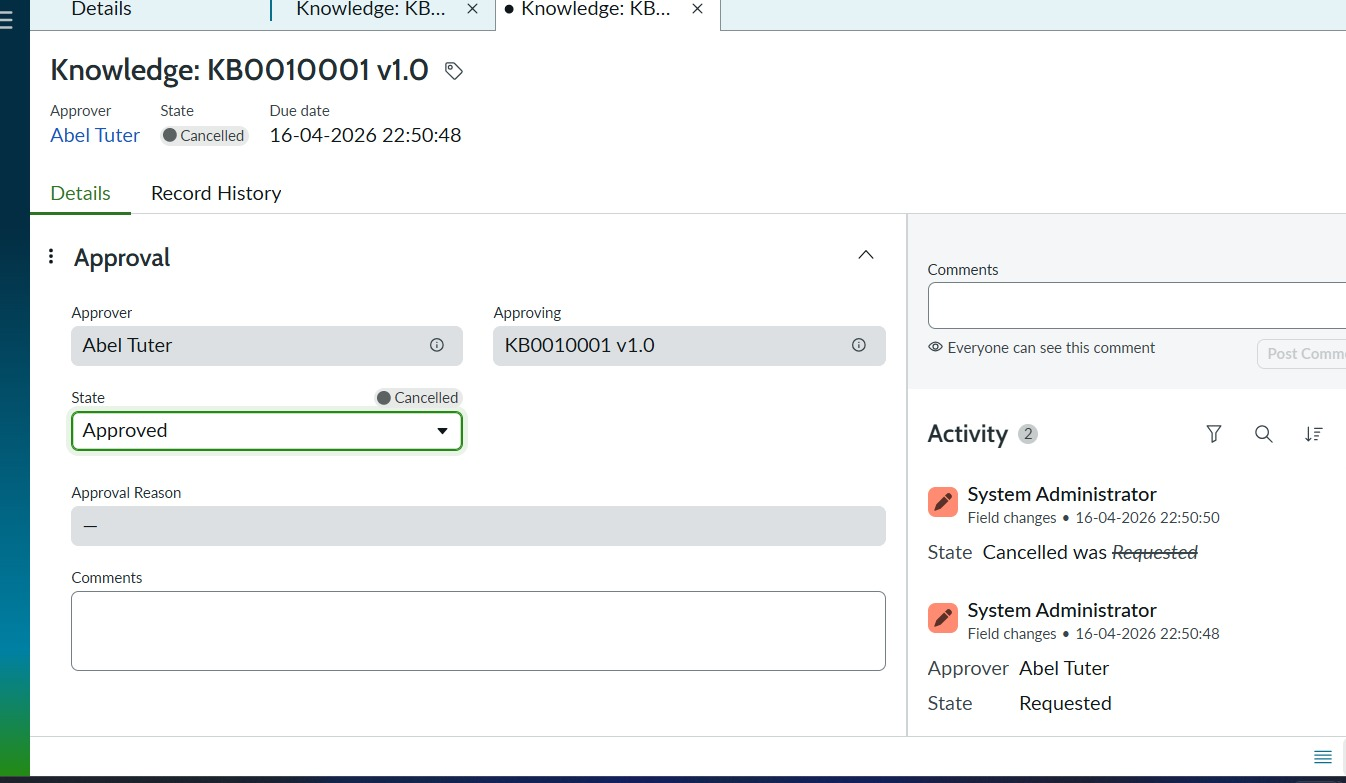 Details Knowledge: KB... Knowledge: KB...
Knowledge: KB0010001 v1.0
Approver State Due date
Abel Tuter Cancelled 16-04-2026 22:50:48
Details Record History
Approval
Approver Approving
Abel Tuter KB0010001 v1.0
State Cancelled
Approved
Approval Reason
—
Comments
Comments
Everyone can see this comment
Post Comme
Activity 2
System Administrator
Field changes • 16-04-2026 22:50:50
State Cancelled was Requested
System Administrator
Field changes • 16-04-2026 22:50:48
Approver Abel Tuter
State Requested